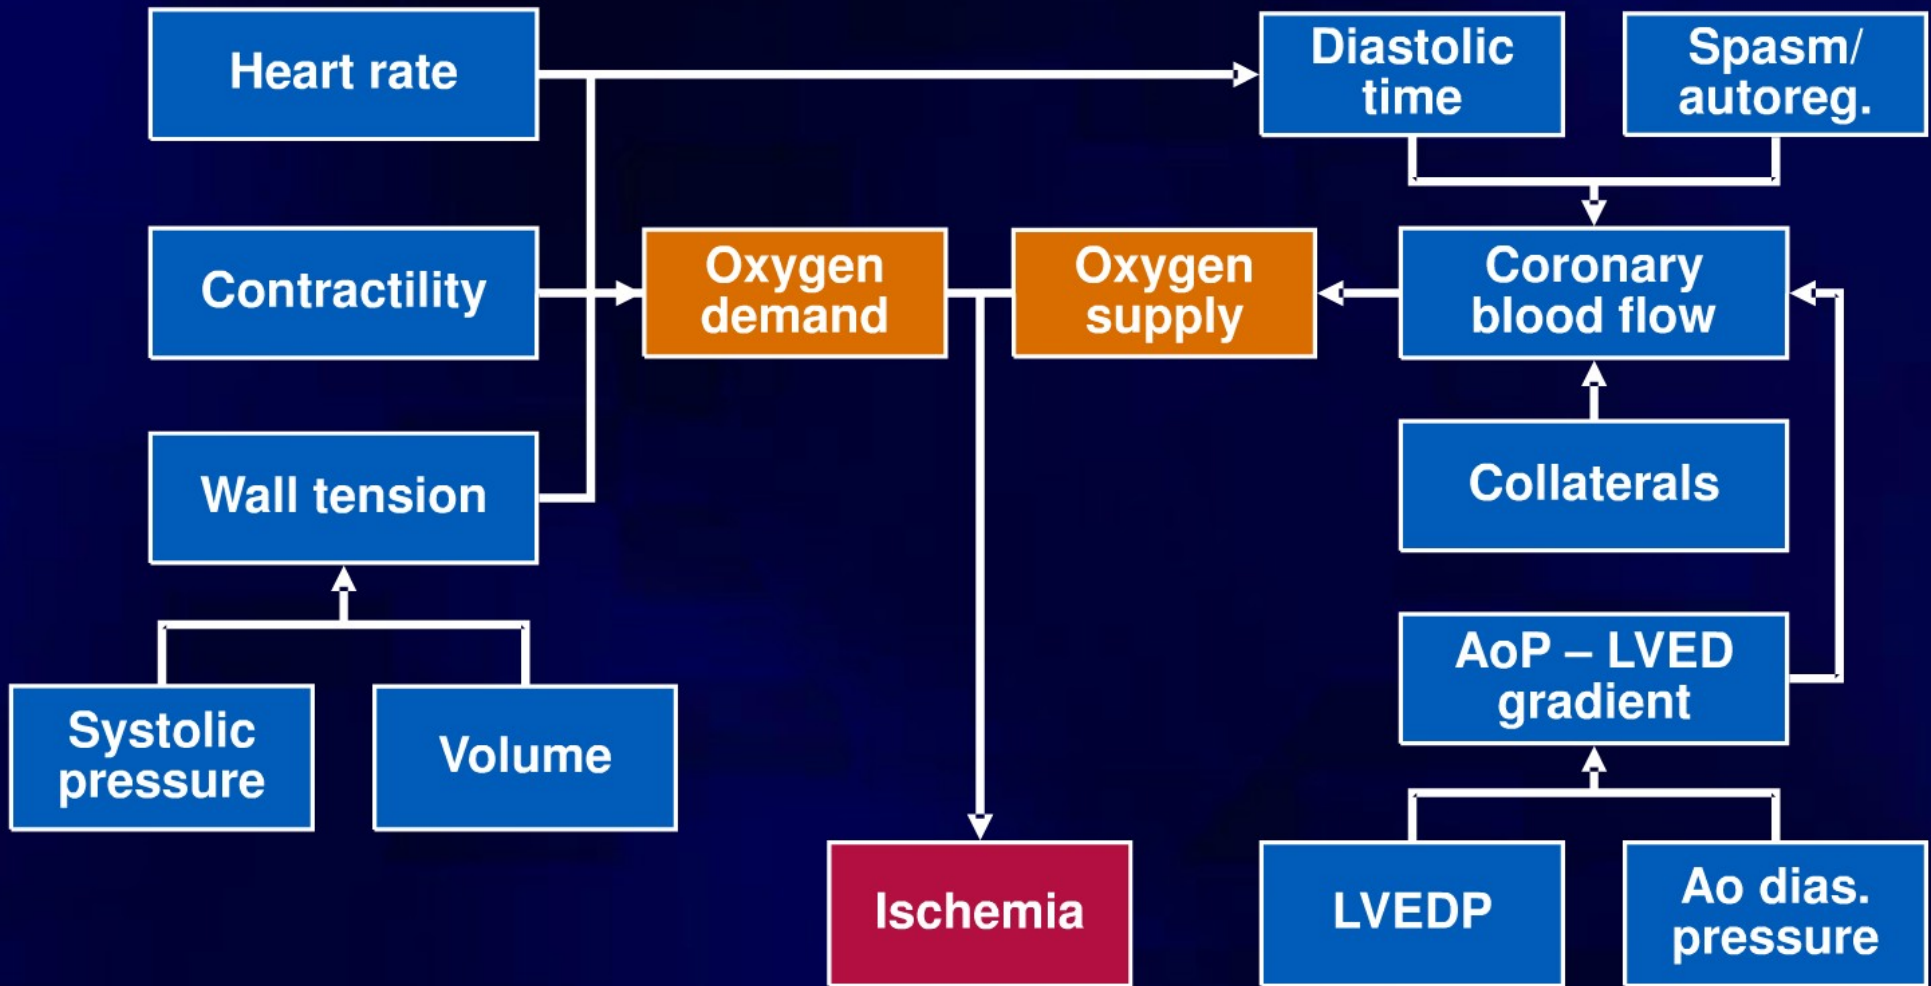 Heart rate
Diastolic
time
Spasm/
autoreg.
Contractility
Oxygen
demand
Oxygen
supply
Coronary
blood flow
Wall tension
Collaterals
AoP – LVED
gradient
Systolic
pressure
Volume
Ischemia
LVEDP
Ao dias.
pressure